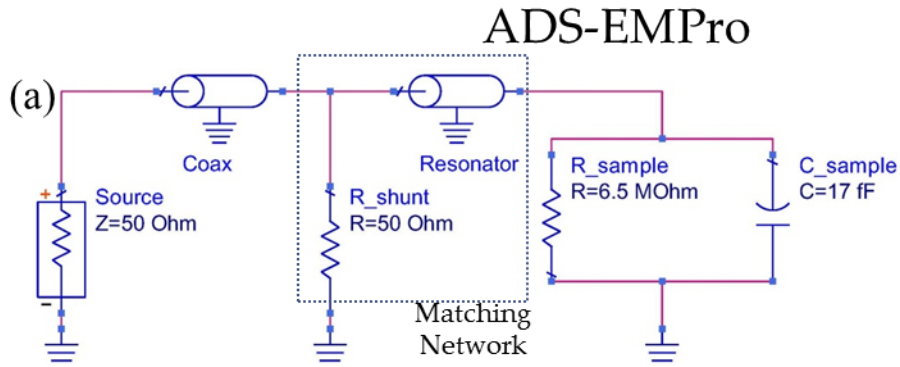 ADS-EMPro
(a)
Coax
Resonator
Source
Z=50 Ohm
R_shunt
R=50 Ohm
R_sample
R=6.5 MOhm
C_sample
C=17 fF
+
-
Matching
Network